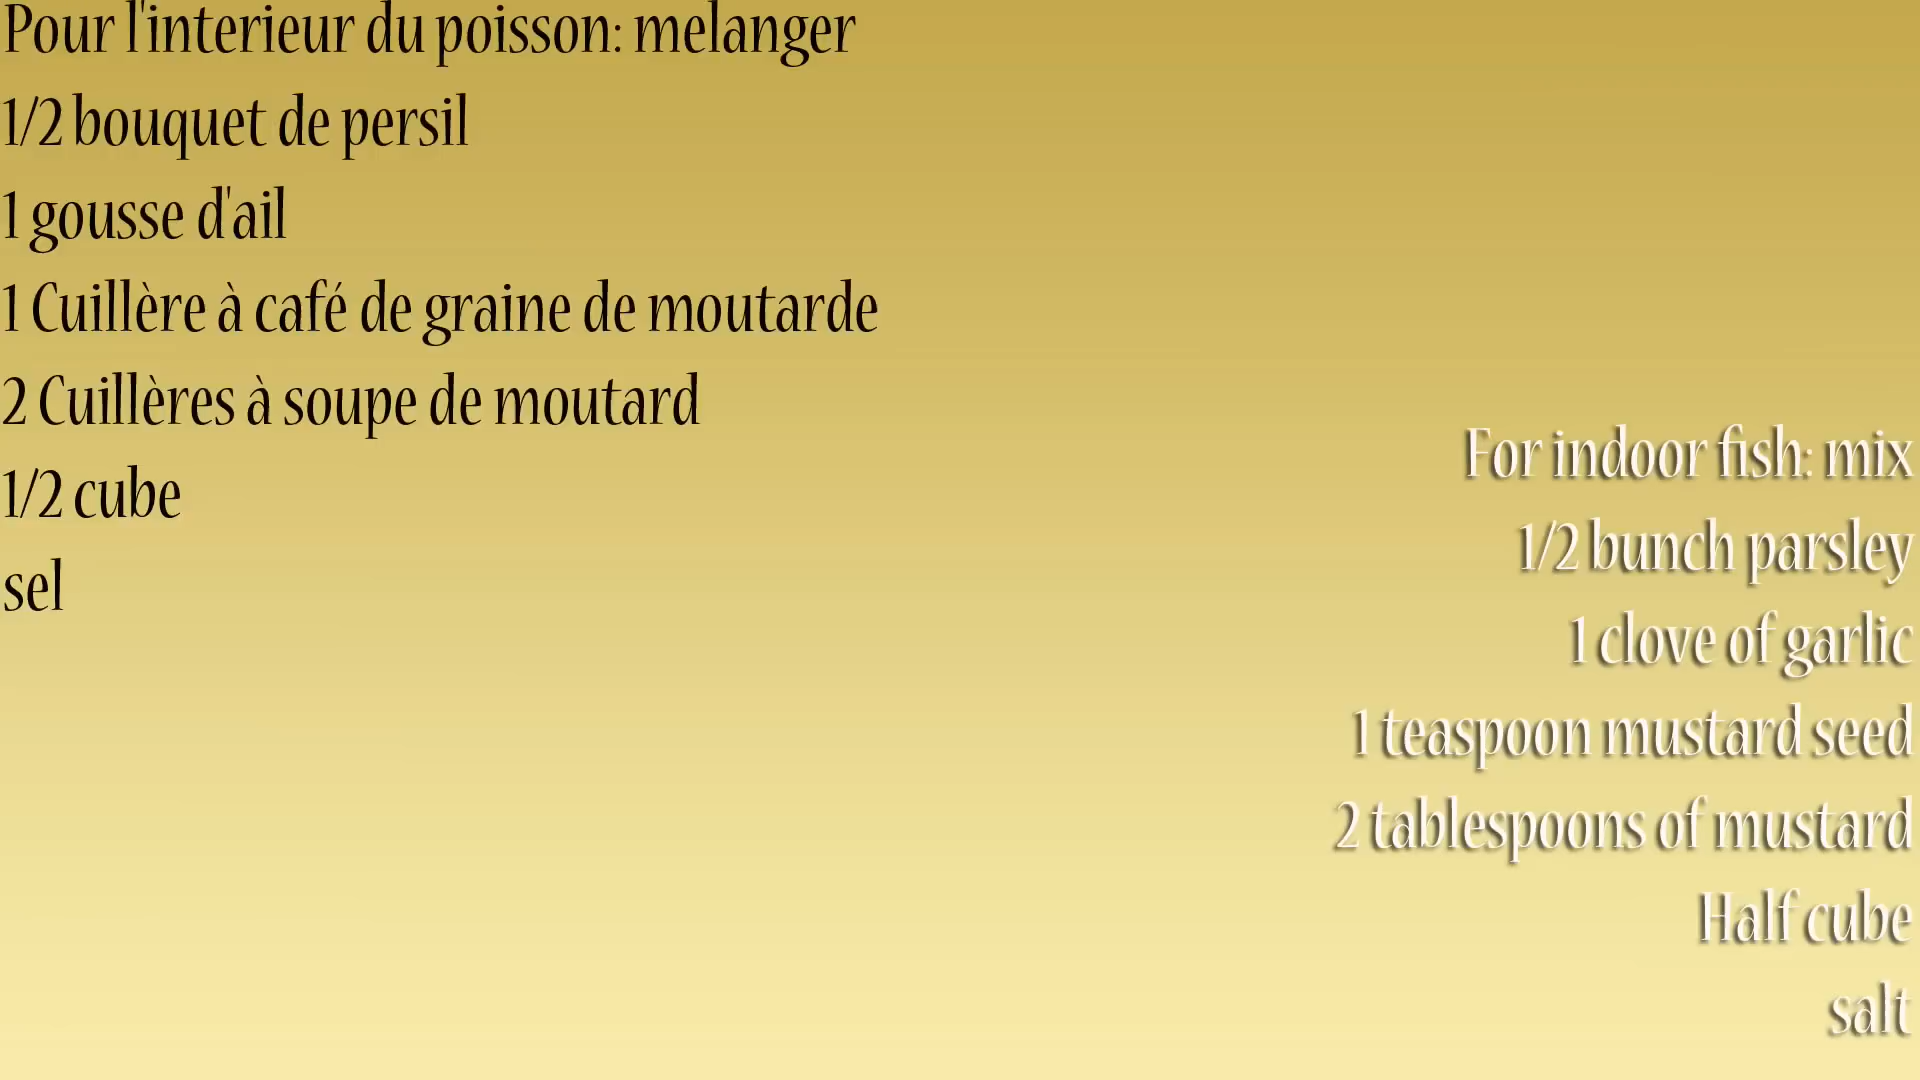 Pour l'interieur du poisson: melanger
1/2 bouquet de persil
1 gousse d'ail
1 Cuillère à café de graine de moutarde
2 Cuillères à soupe de moutard
1/2 cube
sel
For indoor fish: mix
1/2 bunch parsley
1 clove of garlic
1 teaspoon mustard seed
2 tablespoons of mustard
Half cube
salt